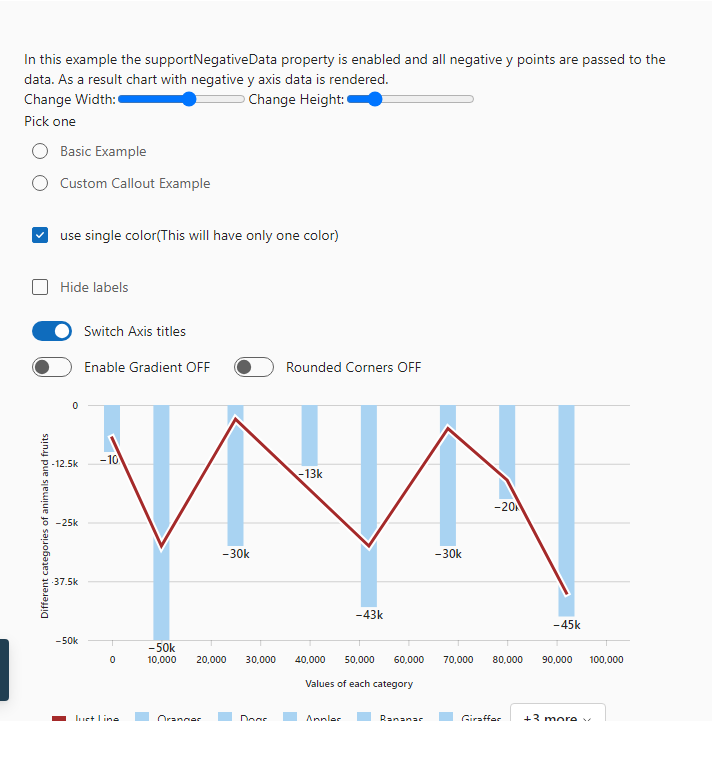 In this example the supportNegativeData property is enabled and all negative y points are passed to the
data. As a result chart with negative y axis data is rendered.
Change Width: Change Height:
Pick one
Basic Example
Custom Callout Example
use single color(This will have only one color)
Hide labels
Switch Axis titles
Enable Gradient OFF Rounded Corners OFF
Different categories of animals and fruits
0
−12.5k
−25k
−37.5k
−50k
−10
−50k
−30k
−13k
−43k
−30k
−20k
−45k
0 10,000 20,000 30,000 40,000 50,000 60,000 70,000 80,000 90,000 100,000
Values of each category
Just Line Oranges Dogs Apples Bananas Giraffes +3 more